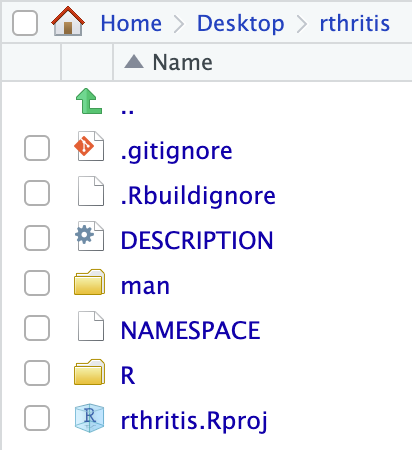 Home Desktop rthritis
Name
..
.gitignore
.Rbuildignore
DESCRIPTION
man
NAMESPACE
R
rthritis.Rproj